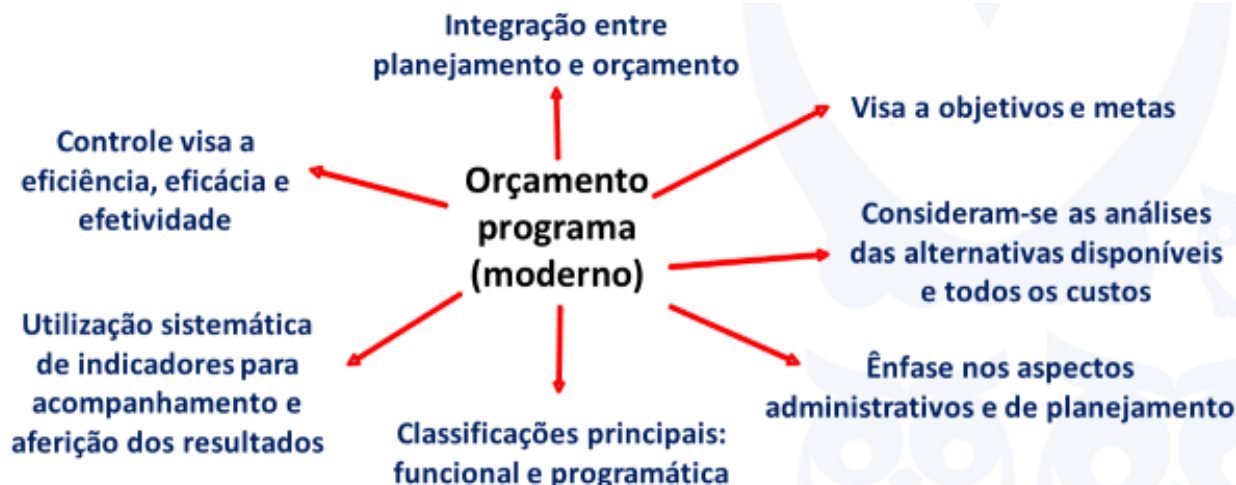 Integração entre
planejamento e orçamento
Visa a objetivos e metas
Controle visa a
eficiência, eficácia e
efetividade
Orçamento
programa
(moderno)
Consideram-se as análises
das alternativas disponíveis
e todos os custos
Utilização sistemática
de indicadores para
acompanhamento e
aferição dos resultados
Ênfase nos aspectos
administrativos e de planejamento
Classificações principais:
funcional e programática